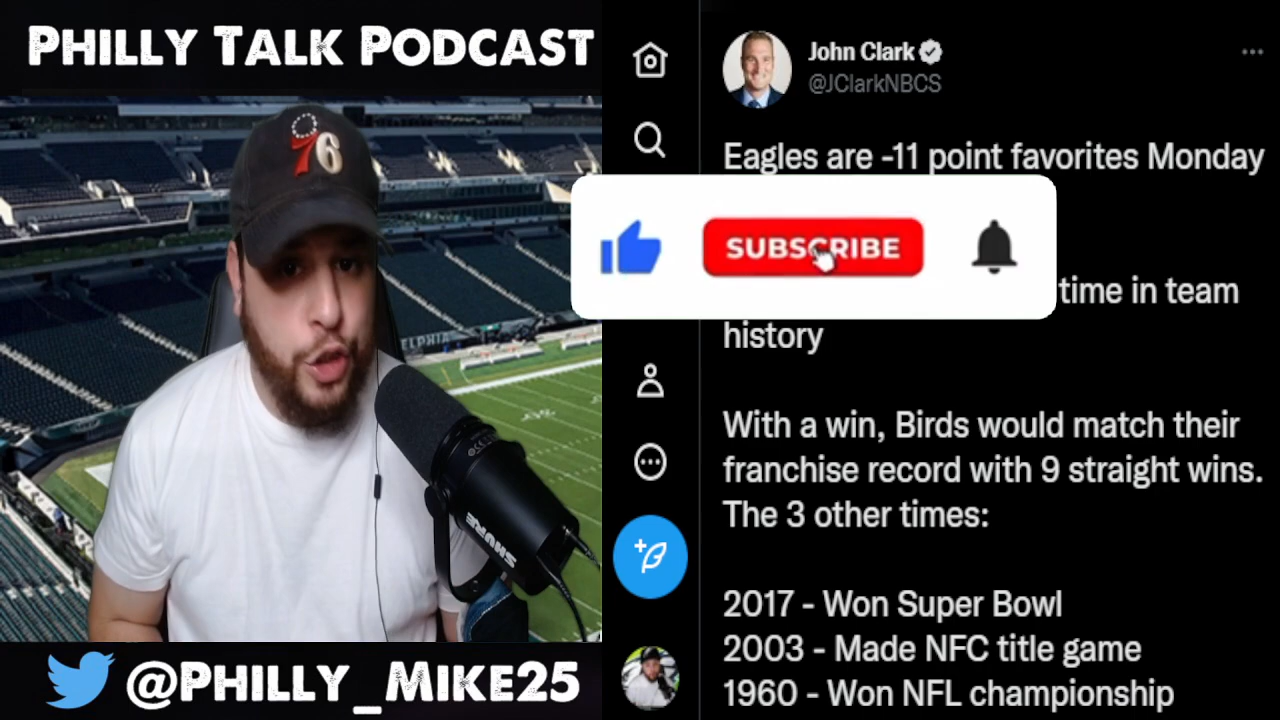 PHILLY TALK PODCAST
76
ELPHIA
SHURE
@PHILLY_MIKE25
John Clark
@JClarkNBCS
Eagles are -11 point favorites Monday
SUBSCRIBE
time in team
history
With a win, Birds would match their
franchise record with 9 straight wins.
The 3 other times:
2017 - Won Super Bowl
2003 - Made NFC title game
1960 - Won NFL championship